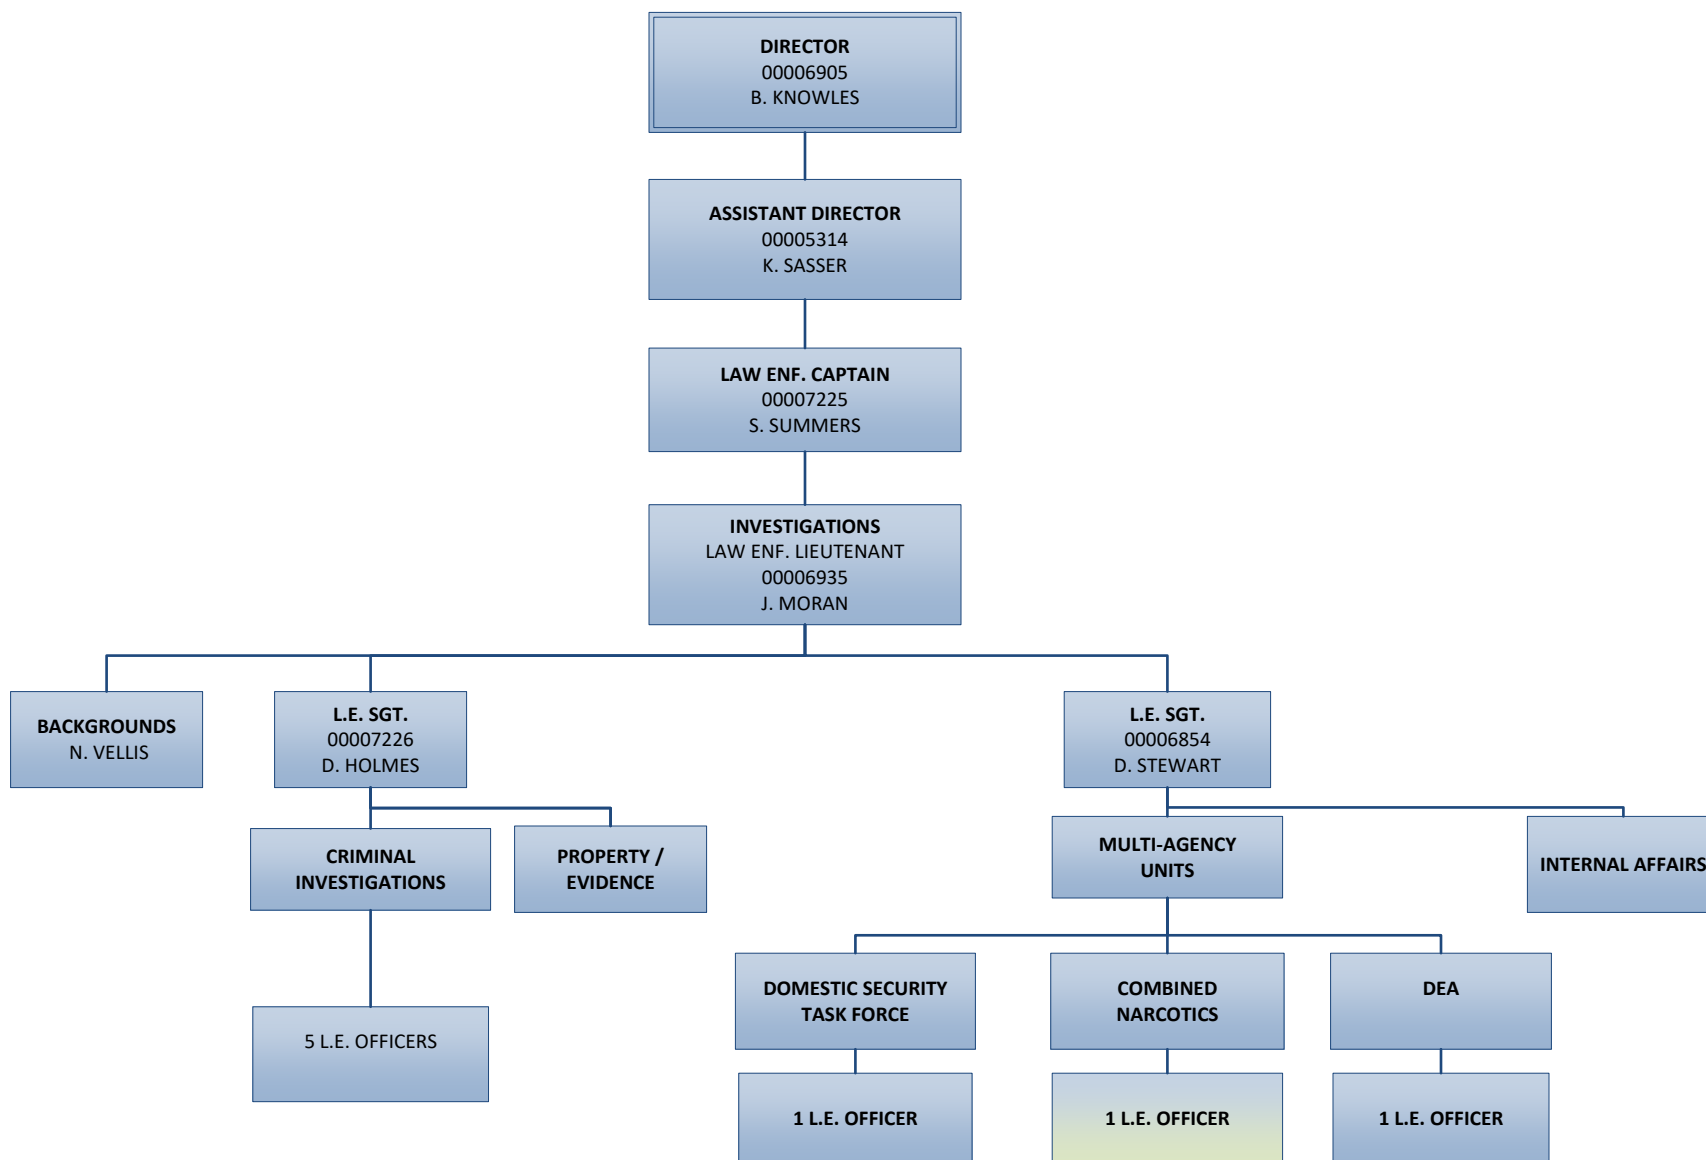 DIRECTOR
00006905
B. KNOWLES
ASSISTANT DIRECTOR
00005314
K. SASSER
LAW ENF. CAPTAIN
00007225
S. SUMMERS
INVESTIGATIONS
LAW ENF. LIEUTENANT
00006935
J. MORAN
BACKGROUNDS
N. VELLIS
L.E. SGT.
00007226
D. HOLMES
L.E. SGT.
00006854
D. STEWART
CRIMINAL
INVESTIGATIONS
PROPERTY /
EVIDENCE
MULTI-AGENCY
UNITS
INTERNAL AFFAIRS
DOMESTIC SECURITY
TASK FORCE
COMBINED
NARCOTICS
DEA
5 L.E. OFFICERS
1 L.E. OFFICER
1 L.E. OFFICER
1 L.E. OFFICER